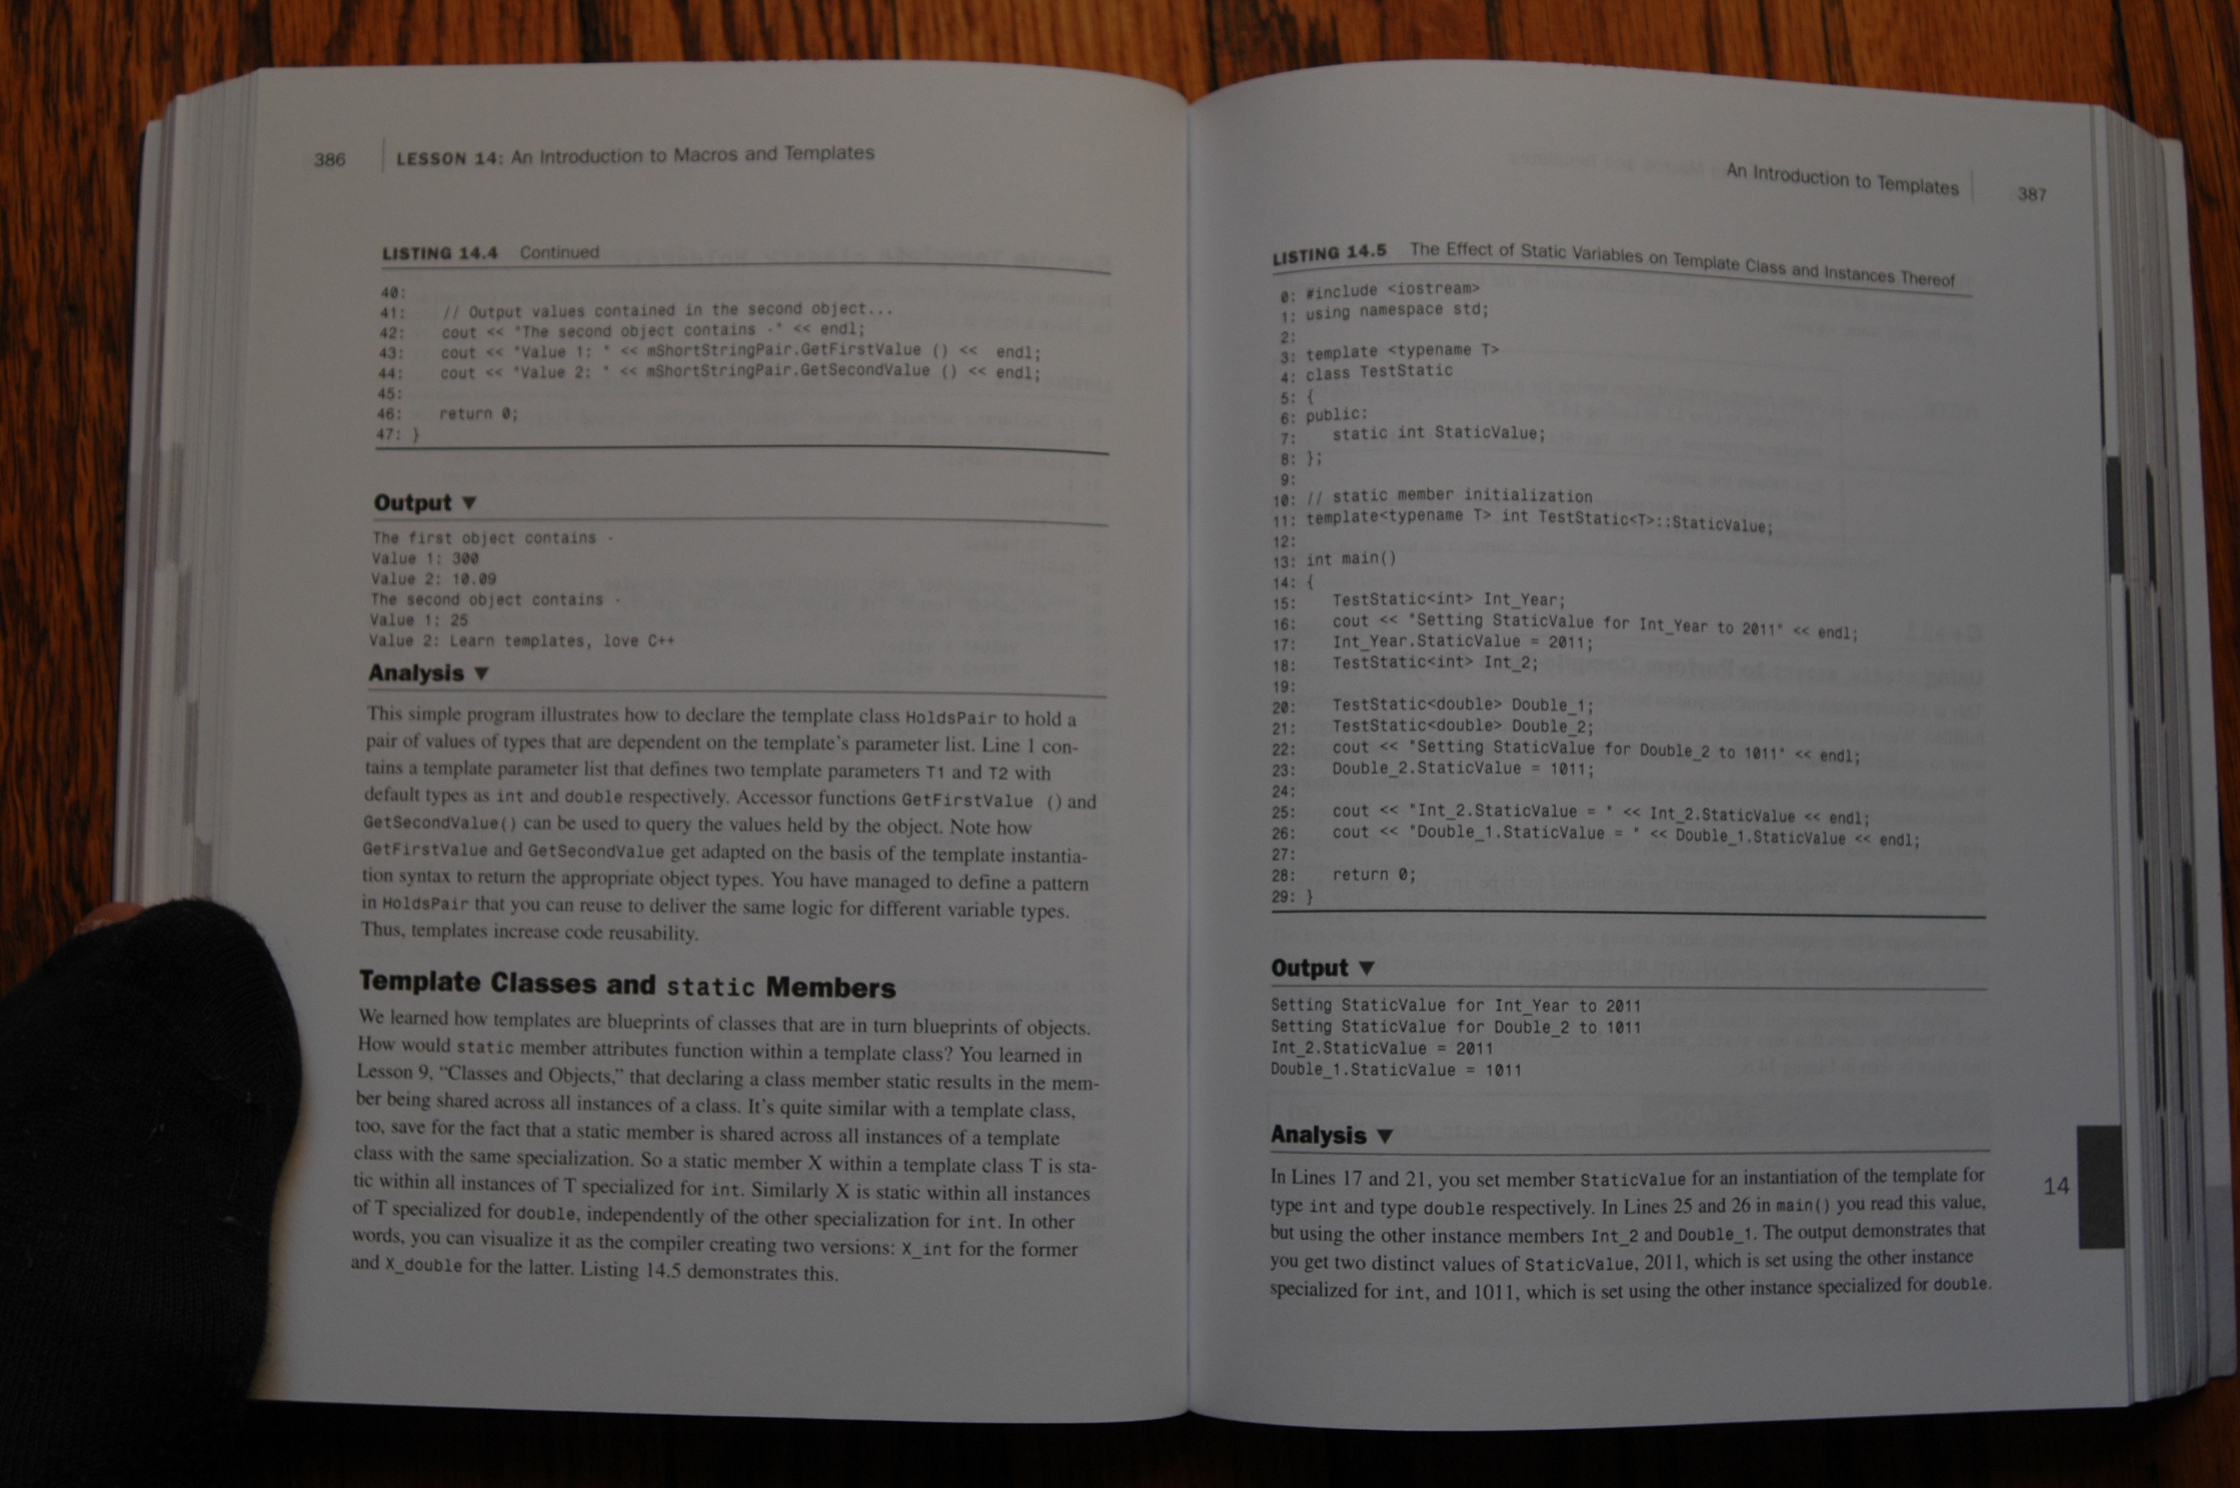 386 LESSON 14: An Introduction to Macros and Templates
LISTING 14.4 Continued
40:
41: // Output values contained in the second object...
42: cout << "The second object contains -" << endl;
43: cout << "Value 1: " << mShortStringPair.GetFirstValue () << endl;
44: cout << "Value 2: " << mShortStringPair.GetSecondValue () << endl;
45:
46: return 0;
47: }
Output ▼
The first object contains -
Value 1: 300
Value 2: 10.09
The second object contains -
Value 1: 25
Value 2: Learn templates, love C++
Analysis ▼
This simple program illustrates how to declare the template class HoldsPair to hold a
pair of values of types that are dependent on the template's parameter list. Line 1 con-
tains a template parameter list that defines two template parameters T1 and T2 with
default types as int and double respectively. Accessor functions GetFirstValue () and
GetSecondValue() can be used to query the values held by the object. Note how
GetFirstValue and GetSecondValue get adapted on the basis of the template instantia-
tion syntax to return the appropriate object types. You have managed to define a pattern
in HoldsPair that you can reuse to deliver the same logic for different variable types.
Thus, templates increase code reusability.
Template Classes and static Members
We learned how templates are blueprints of classes that are in turn blueprints of objects.
How would static member attributes function within a template class? You learned in
Lesson 9, "Classes and Objects," that declaring a class member static results in the mem-
ber being shared across all instances of a class. It's quite similar with a template class,
too, save for the fact that a static member is shared across all instances of a template
class with the same specialization. So a static member X within a template class T is sta-
tic within all instances of T specialized for int. Similarly X is static within all instances
of T specialized for double, independently of the other specialization for int. In other
words, you can visualize it as the compiler creating two versions: X_int for the former
and X_double for the latter. Listing 14.5 demonstrates this.
An Introduction to Templates 387
LISTING 14.5 The Effect of Static Variables on Template Class and Instances Thereof
0: #include <iostream>
1: using namespace std;
2:
3: template <typename T>
4: class TestStatic
5: {
6: public:
7: static int StaticValue;
8: };
9:
10: // static member initialization
11: template<typename T> int TestStatic<T>::StaticValue;
12:
13: int main()
14: {
15: TestStatic<int> Int_Year;
16: cout << "Setting StaticValue for Int_Year to 2011" << endl;
17: Int_Year.StaticValue = 2011;
18: TestStatic<int> Int_2;
19:
20: TestStatic<double> Double_1;
21: TestStatic<double> Double_2;
22: cout << "Setting StaticValue for Double_2 to 1011" << endl;
23: Double_2.StaticValue = 1011;
24:
25: cout << "Int_2.StaticValue = " << Int_2.StaticValue << endl;
26: cout << "Double_1.StaticValue = " << Double_1.StaticValue << endl;
27:
28: return 0;
29: }
Output ▼
Setting StaticValue for Int_Year to 2011
Setting StaticValue for Double_2 to 1011
Int_2.StaticValue = 2011
Double_1.StaticValue = 1011
Analysis ▼
In Lines 17 and 21, you set member StaticValue for an instantiation of the template for
type int and type double respectively. In Lines 25 and 26 in main() you read this value,
but using the other instance members Int_2 and Double_1. The output demonstrates that
you get two distinct values of StaticValue, 2011, which is set using the other instance
specialized for int, and 1011, which is set using the other instance specialized for double.
14